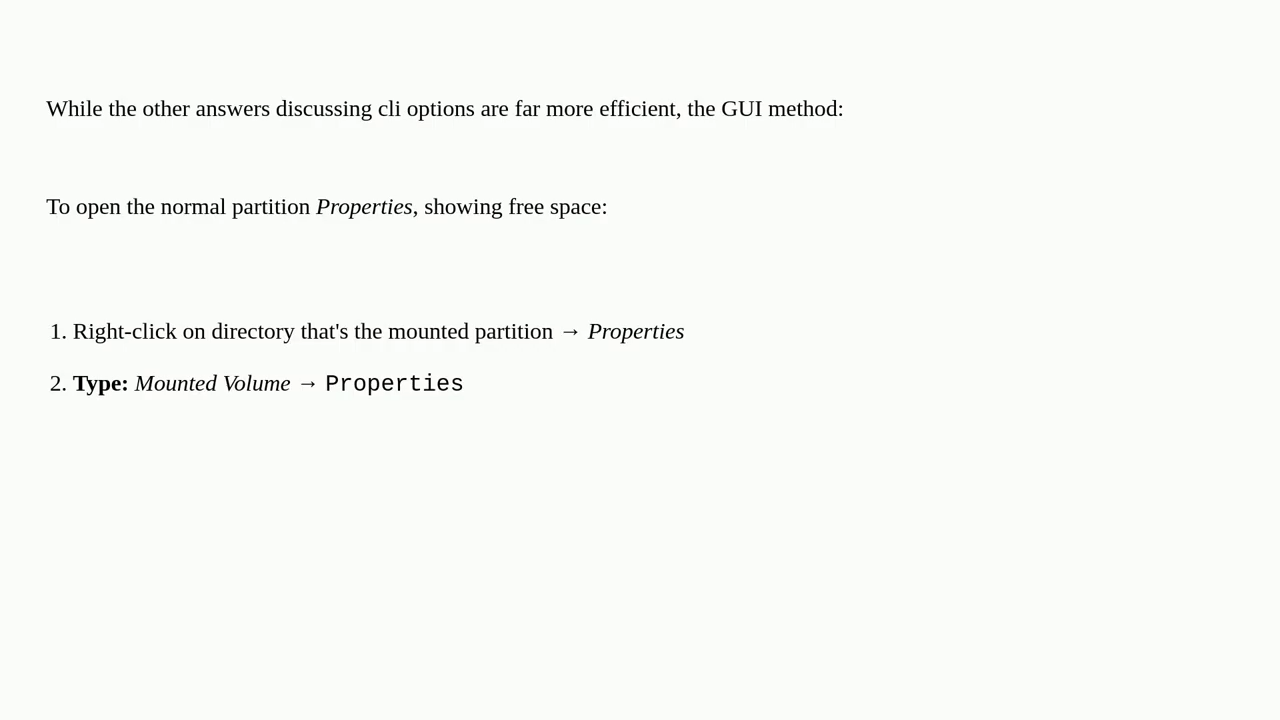 While the other answers discussing cli options are far more efficient, the GUI method:
To open the normal partition Properties, showing free space:
1. Right-click on directory that's the mounted partition → Properties
2. Type: Mounted Volume → Properties